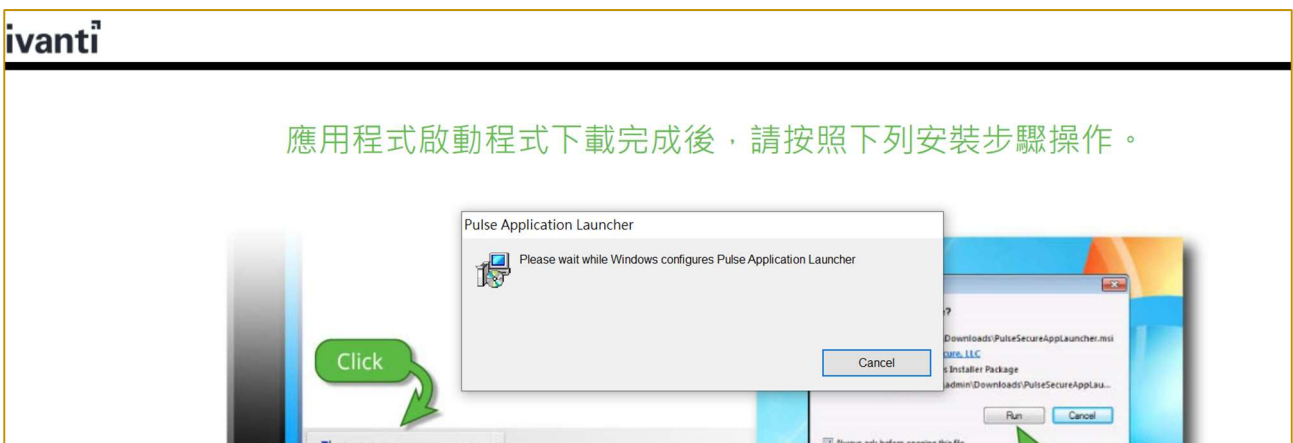 ivanti
應用程式啟動程式下載完成後，請按照下列安裝步驟操作。
Pulse Application Launcher
Please wait while Windows configures Pulse Application Launcher
Cancel
?
Downloads\PulseSecureAppLauncher.msi
cure, LLC
s Installer Package
admin\Downloads\PulseSecureAppLau...
Click
Run
Cancel